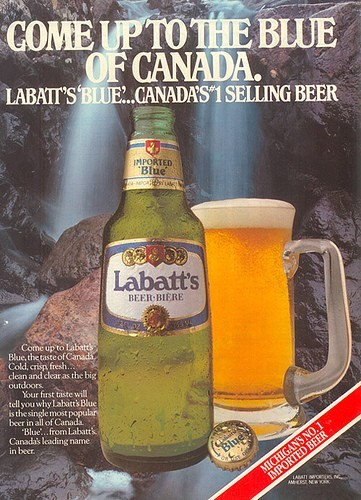 COME UP TO THE BLUE
OF CANADA.
LABATT'S 'BLUE'...CANADA'S #1 SELLING BEER
IMPORTED
'Blue'
Labatt's
BEER·BIÈRE
Come up to Labatt's
Blue, the taste of Canada.
Cold, crisp, fresh...
clean and clear as the big
outdoors.
Your first taste will
tell you why Labatt's Blue
is the single most popular
beer in all of Canada.
'Blue'...from Labatt's.
Canada's leading name
in beer.
Blue
MICHIGAN'S NO. 1
IMPORTED BEER
LABATT IMPORTERS, INC.,
AMHERST, NEW YORK